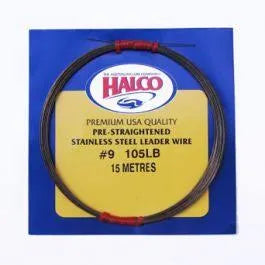 HALCO
PREMIUM USA QUALITY
PRE-STRAIGHTENED
STAINLESS STEEL LEADER WIRE
#9 105LB
15 METRES